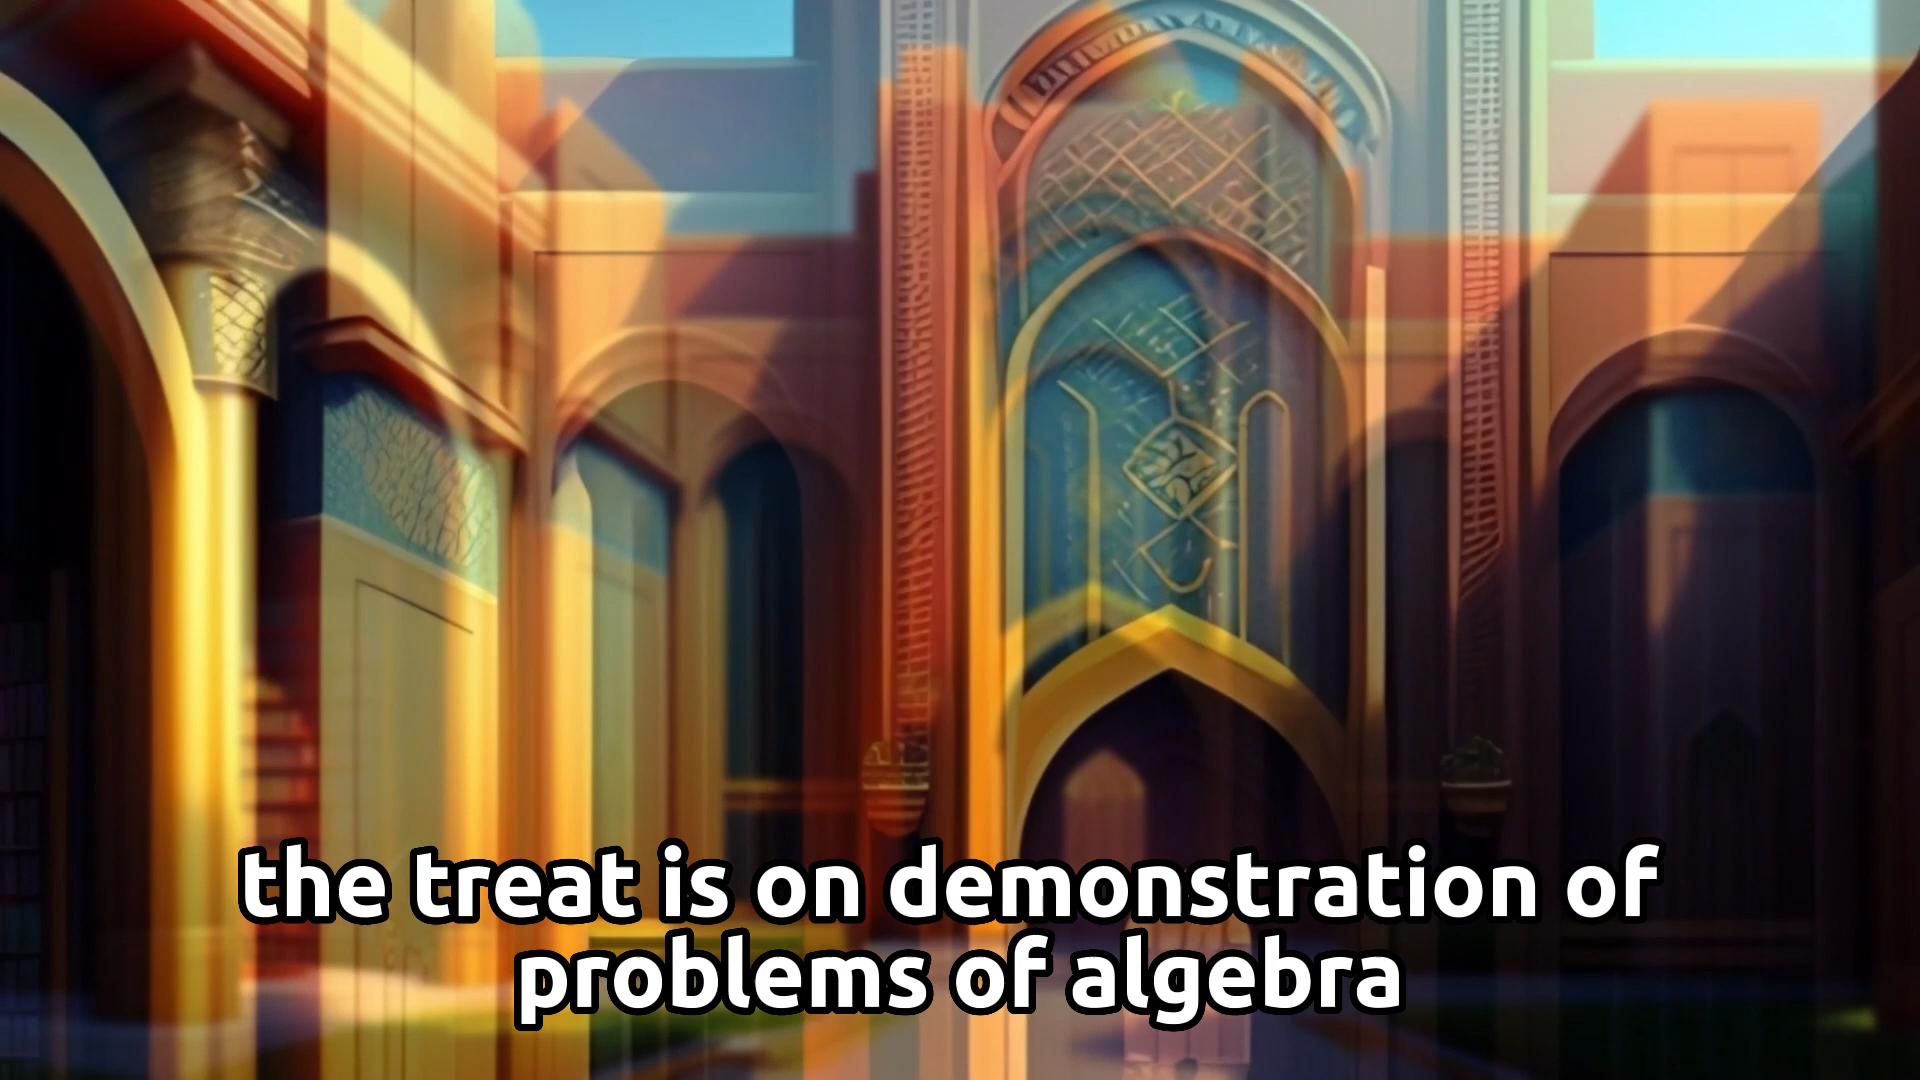 the treat is on demonstration of
problems of algebra